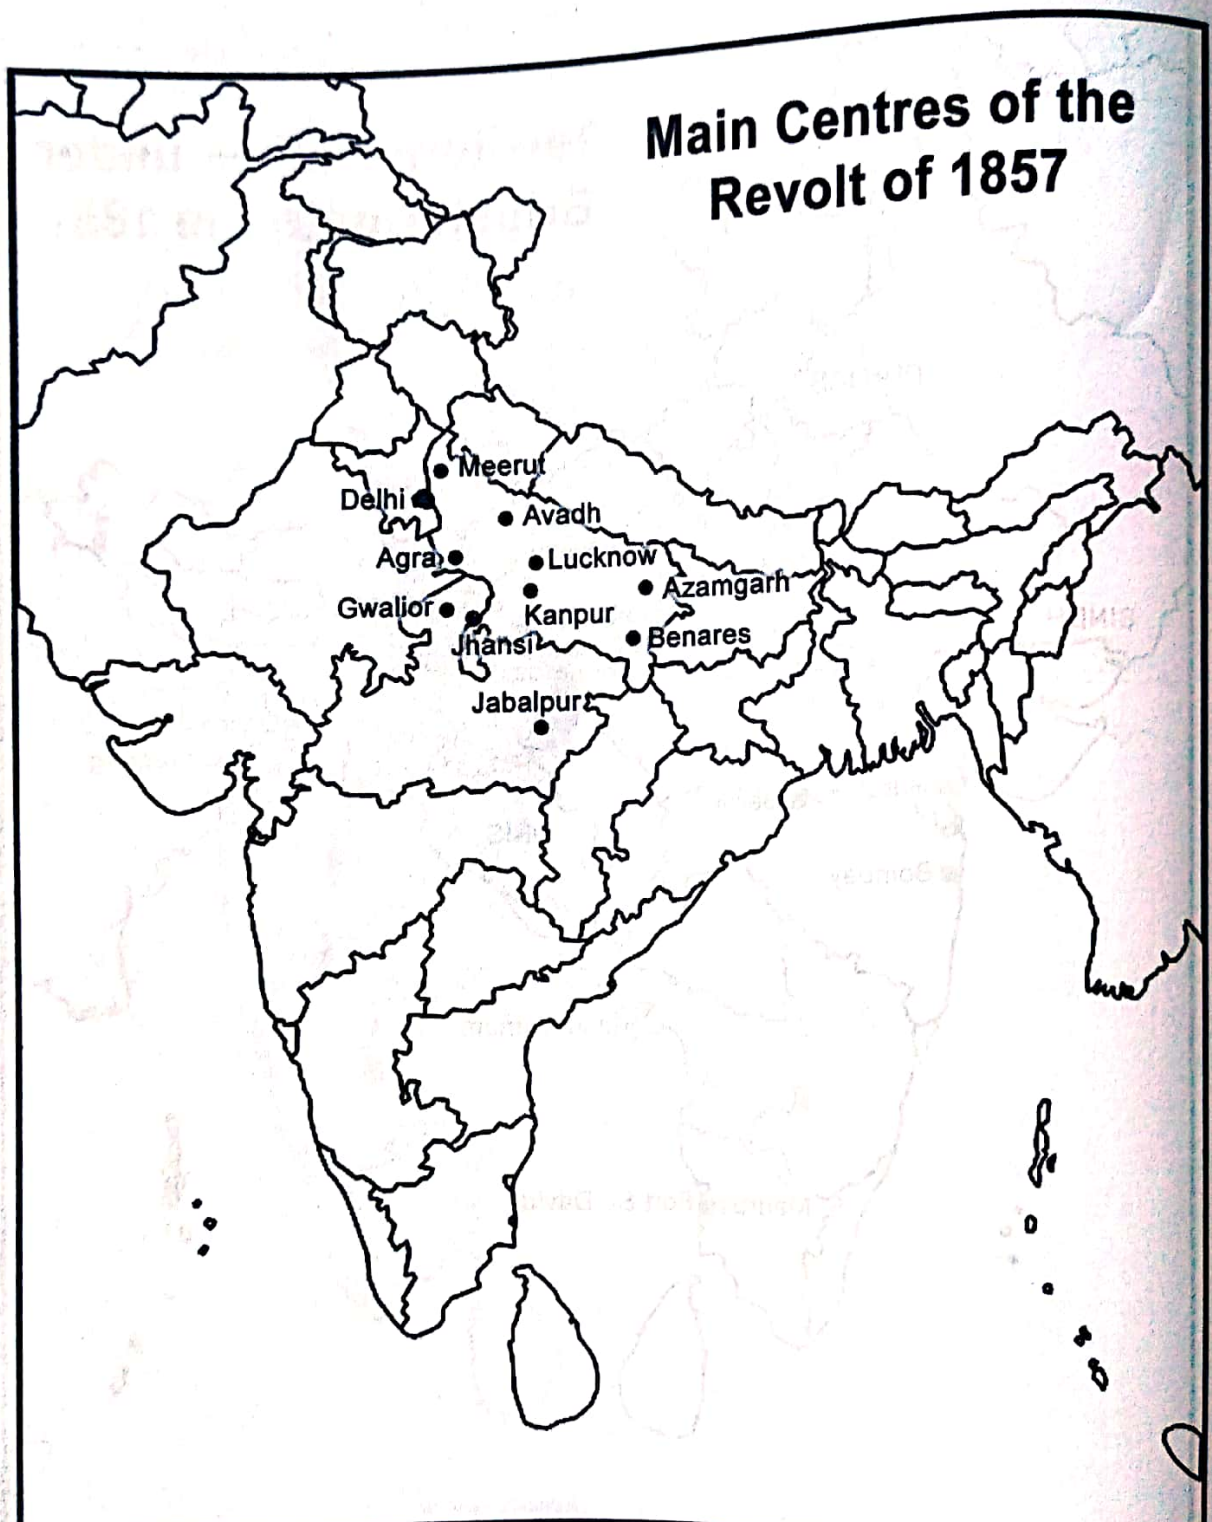 Main Centres of the
Revolt of 1857
Meerut
Delhi
Avadh
Agra
Lucknow
Azamgarh
Gwalior
Kanpur
Jhansi
Benares
Jabalpur